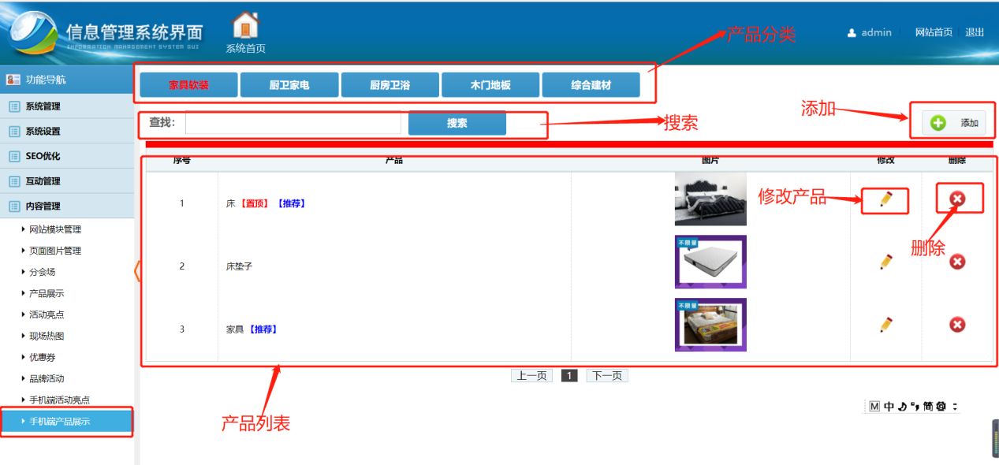 信息管理系统界面
INFORMATION MANAGEMENT SYSTEM GUI
系统首页
admin
网站首页
退出
产品分类
功能导航
系统管理
系统设置
SEO优化
互动管理
内容管理
网站模块管理
页面图片管理
分会场
产品展示
活动亮点
现场热图
优惠券
品牌活动
手机端活动亮点
手机端产品展示
家具软装
厨卫家电
厨房卫浴
木门地板
综合建材
查找：
搜索
搜索
添加
添加
序号 产品 图片 修改 删除
1 床【置顶】【推荐】
修改产品
删除
2 床垫子
不限量
3 家具【推荐】
不限量
上一页 1 下一页
产品列表
M 中 简